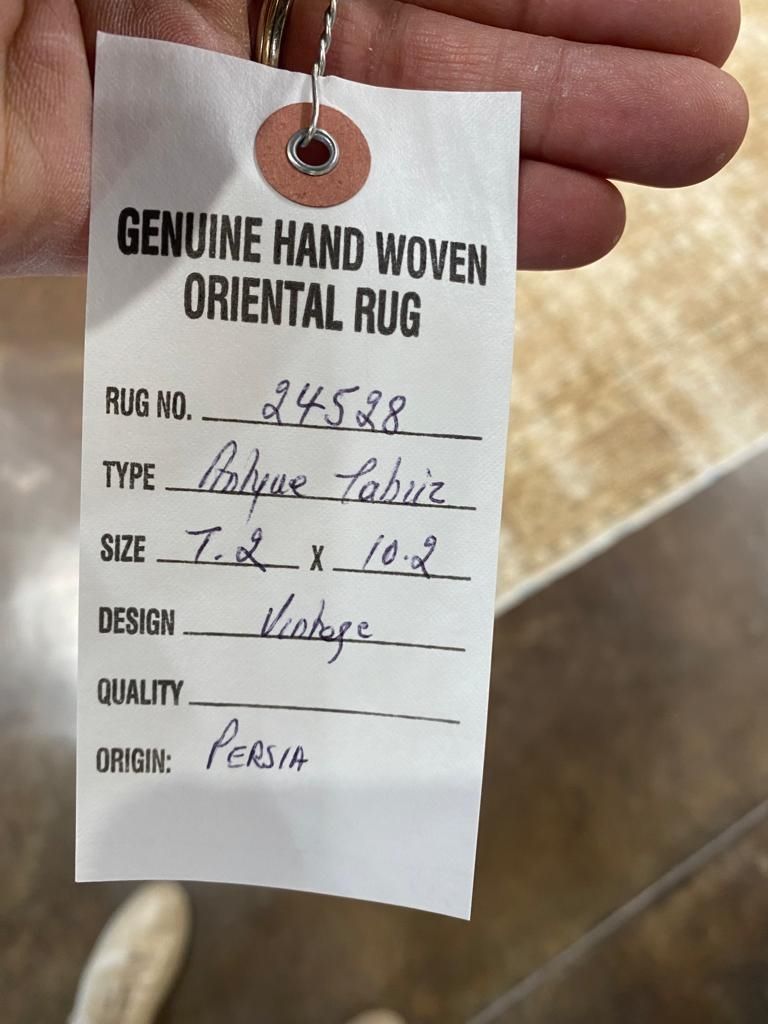 GENUINE HAND WOVEN
ORIENTAL RUG
RUG NO. 24528
TYPE Antique Tabriz
SIZE 7.2 X 10.2
DESIGN Vintage
QUALITY
ORIGIN: PERSIA